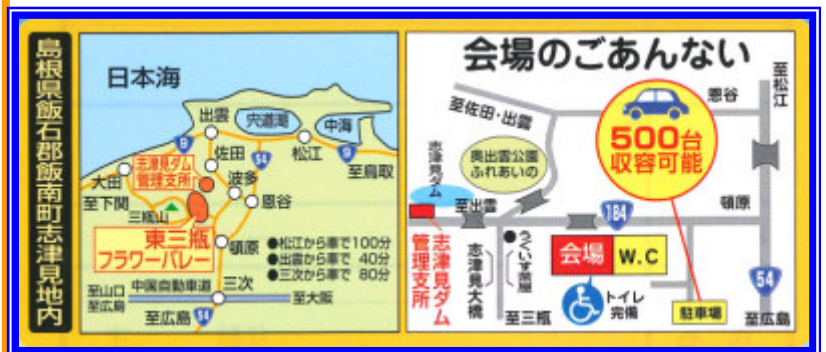 島根県飯石郡飯南町志津見地内
日本海
出雲
宍道湖
中海
9
佐田
54
松江
9
至鳥取
志津見ダム
管理支所
大田
波多
至下関
恩谷
三瓶山
東三瓶
フラワーバレー
頓原
●松江から車で100分
●出雲から車で 40分
●三次から車で 80分
至山口
至広島
中国自動車道
三次
至大阪
至広島
54
会場のごあんない
至松江
恩谷
至佐田・出雲
500台
収容可能
奥出雲公園
ふれあいの
志津見ダム
至出雲
184
頓原
志津見ダム
管理支所
志津見大橋
うぐいす茶屋
会場
W.C
トイレ
完備
至三瓶
駐車場
54
至広島